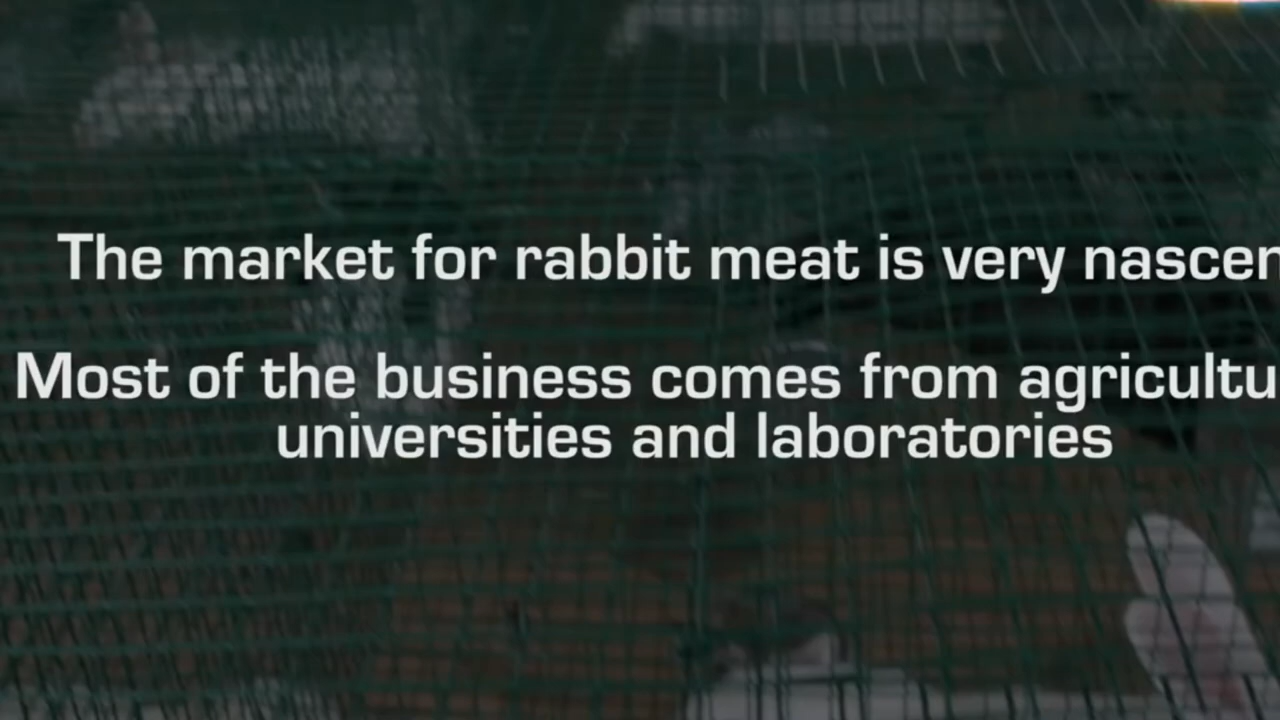 The market for rabbit meat is very nascen
Most of the business comes from agricultu
universities and laboratories